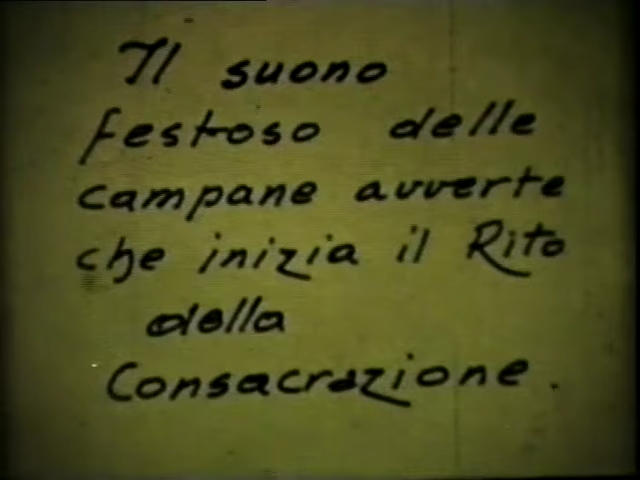 Il suono
festoso delle
campane avverte
che inizia il Rito
della
Consacrazione.